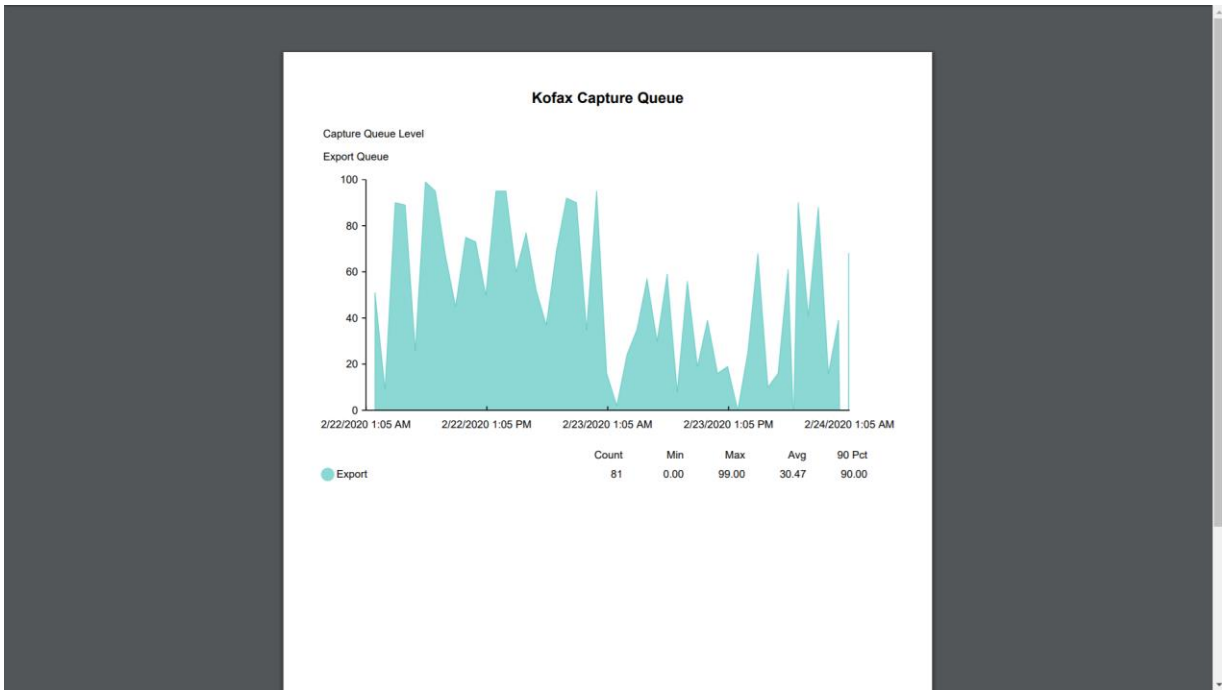 Kofax Capture Queue
Capture Queue Level
Export Queue
100
80
60
40
20
0
2/22/2020 1:05 AM 2/22/2020 1:05 PM 2/23/2020 1:05 AM 2/23/2020 1:05 PM 2/24/2020 1:05 AM
Count Min Max Avg 90 Pct
Export 81 0.00 99.00 30.47 90.00